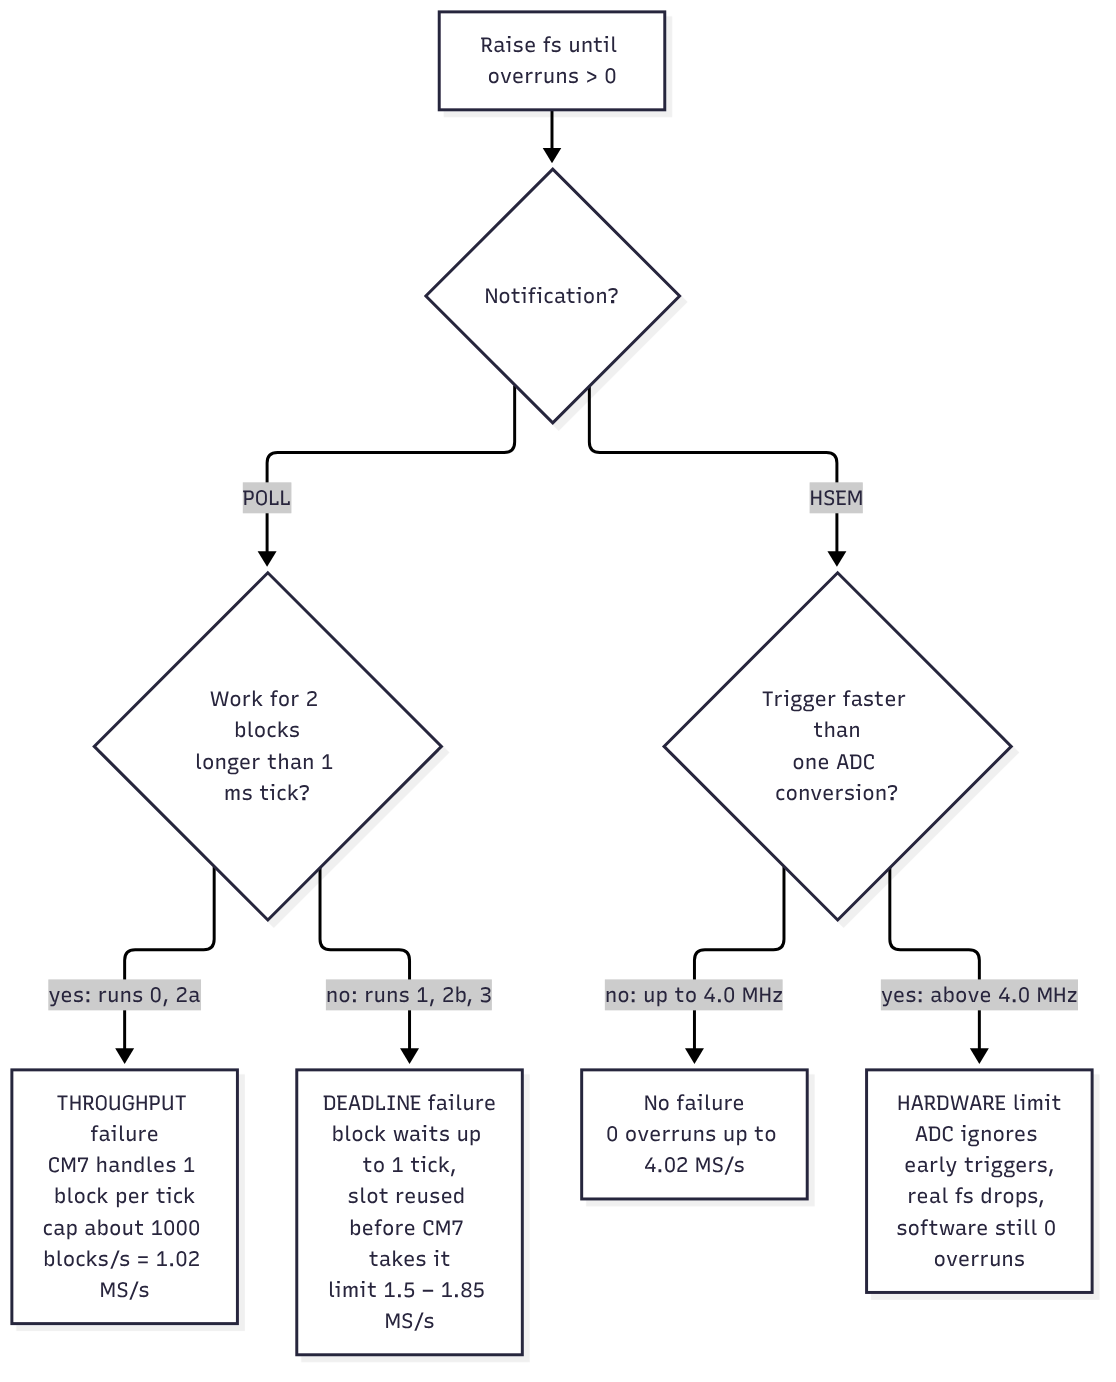 Raise fs until
overruns > 0
Notification?
POLL
HSEM
Work for 2
blocks
longer than 1
ms tick?
Trigger faster
than
one ADC
conversion?
yes: runs 0, 2a
no: runs 1, 2b, 3
no: up to 4.0 MHz
yes: above 4.0 MHz
THROUGHPUT
failure
CM7 handles 1
block per tick
cap about 1000
blocks/s = 1.02
MS/s
DEADLINE failure
block waits up
to 1 tick,
slot reused
before CM7
takes it
limit 1.5 – 1.85
MS/s
No failure
0 overruns up to
4.02 MS/s
HARDWARE limit
ADC ignores
early triggers,
real fs drops,
software still 0
overruns